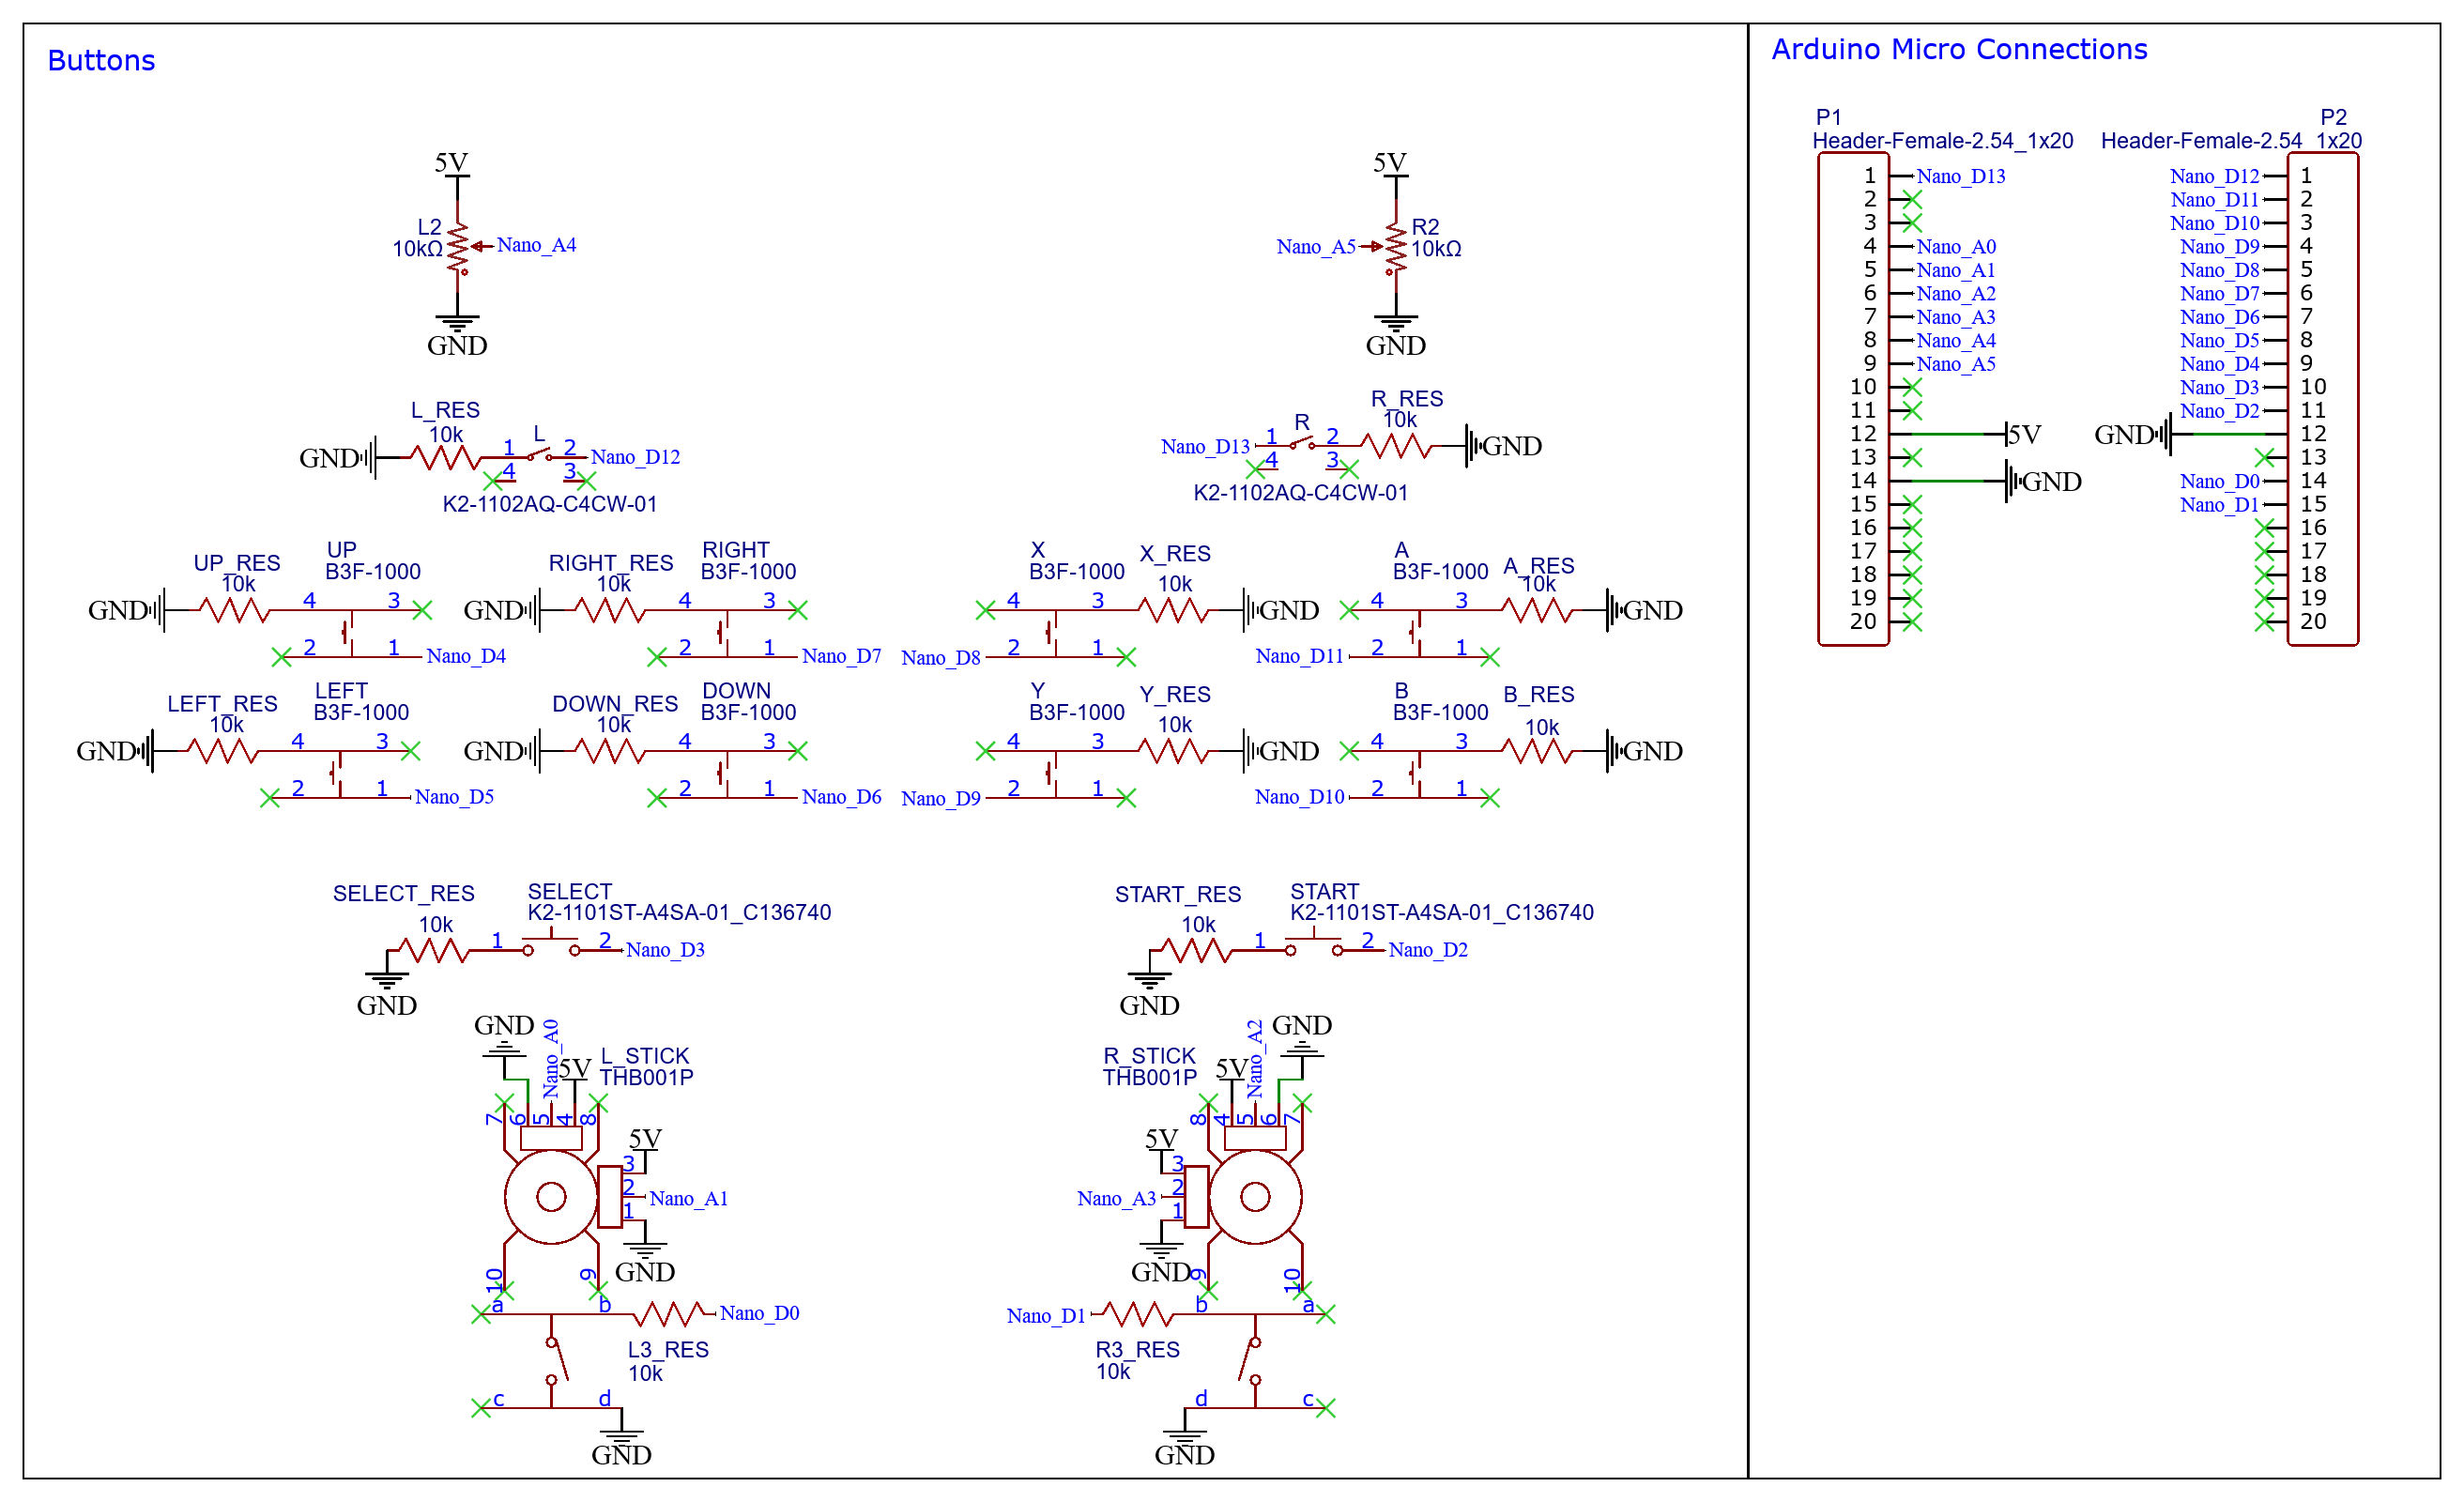 Buttons
5V
L2
10kΩ
Nano_A4
GND
5V
Nano_A5
R2
10kΩ
GND
L_RES
10k
GND
1
L
2
4
3
Nano_D12
K2-1102AQ-C4CW-01
R_RES
10k
R
Nano_D13
1
2
4
3
GND
K2-1102AQ-C4CW-01
UP_RES
10k
UP
B3F-1000
GND
4
3
2
1
Nano_D4
RIGHT_RES
10k
RIGHT
B3F-1000
GND
4
3
2
1
Nano_D7
X
B3F-1000
X_RES
10k
4
3
GND
Nano_D8
2
1
A
B3F-1000
A_RES
10k
4
3
GND
Nano_D11
2
1
LEFT_RES
10k
LEFT
B3F-1000
GND
4
3
2
1
Nano_D5
DOWN_RES
10k
DOWN
B3F-1000
GND
4
3
2
1
Nano_D6
Y
B3F-1000
Y_RES
10k
4
3
GND
Nano_D9
2
1
B
B3F-1000
B_RES
10k
4
3
GND
Nano_D10
2
1
SELECT_RES
10k
SELECT
K2-1101ST-A4SA-01_C136740
1
2
Nano_D3
GND
START_RES
10k
START
K2-1101ST-A4SA-01_C136740
1
2
Nano_D2
GND
GND
Nano_A0
5V
L_STICK
THB001P
7
6
5
4
8
5V
3
2
1
Nano_A1
GND
10
9
a
b
Nano_D0
L3_RES
10k
c
d
GND
R_STICK
THB001P
5V
Nano_A2
GND
8
4
5
6
7
5V
3
2
1
Nano_A3
GND
9
10
Nano_D1
b
a
R3_RES
10k
d
c
GND
Arduino Micro Connections
P1
Header-Female-2.54_1x20
1 Nano_D13
2
3
4 Nano_A0
5 Nano_A1
6 Nano_A2
7 Nano_A3
8 Nano_A4
9 Nano_A5
10
11
12 5V
13
14 GND
15
16
17
18
19
20
P2
Header-Female-2.54_1x20
Nano_D12 1
Nano_D11 2
Nano_D10 3
Nano_D9 4
Nano_D8 5
Nano_D7 6
Nano_D6 7
Nano_D5 8
Nano_D4 9
Nano_D3 10
Nano_D2 11
GND 12
13
Nano_D0 14
Nano_D1 15
16
17
18
19
20